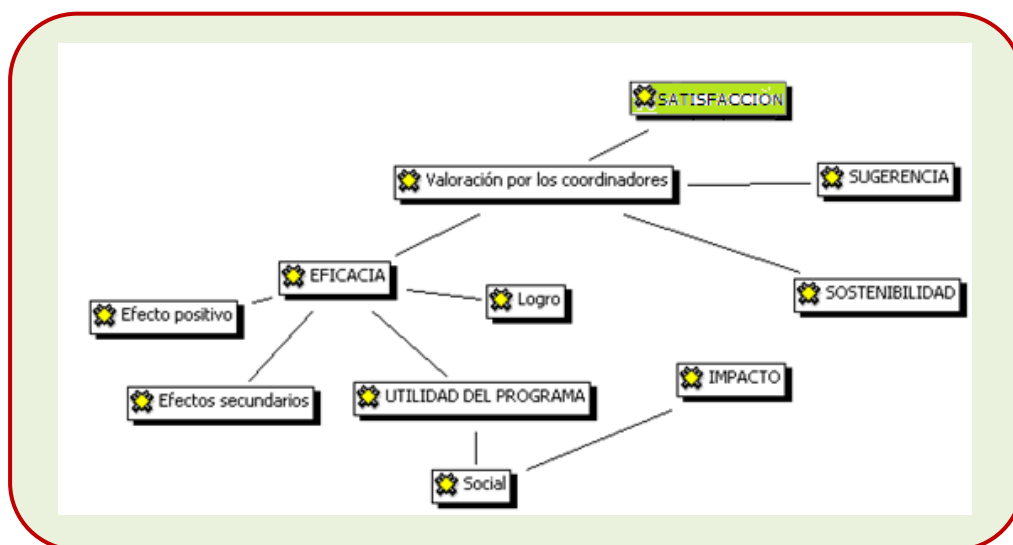 SATISFACCIÓN
Valoración por los coordinadores
SUGERENCIA
EFICACIA
SOSTENIBILIDAD
Logro
Efecto positivo
IMPACTO
Efectos secundarios
UTILIDAD DEL PROGRAMA
Social